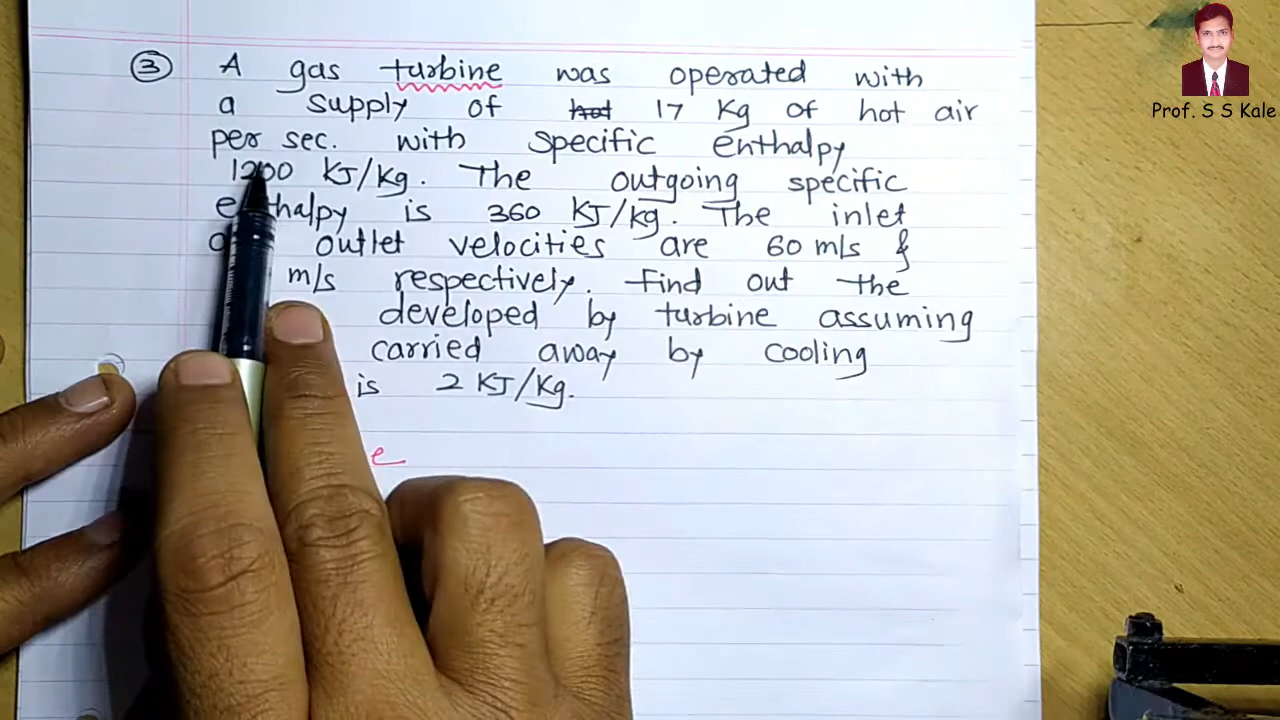 Prof. S S Kale
③ A gas turbine was operated with
a supply of hot 17 Kg of hot air
per sec. with specific enthalpy
1200 KJ/Kg. The outgoing specific
enthalpy is 360 KJ/Kg. The inlet
outlet velocities are 60 m/s &
m/s respectively. Find out the
developed by turbine assuming
carried away by cooling
is 2 KJ/Kg.